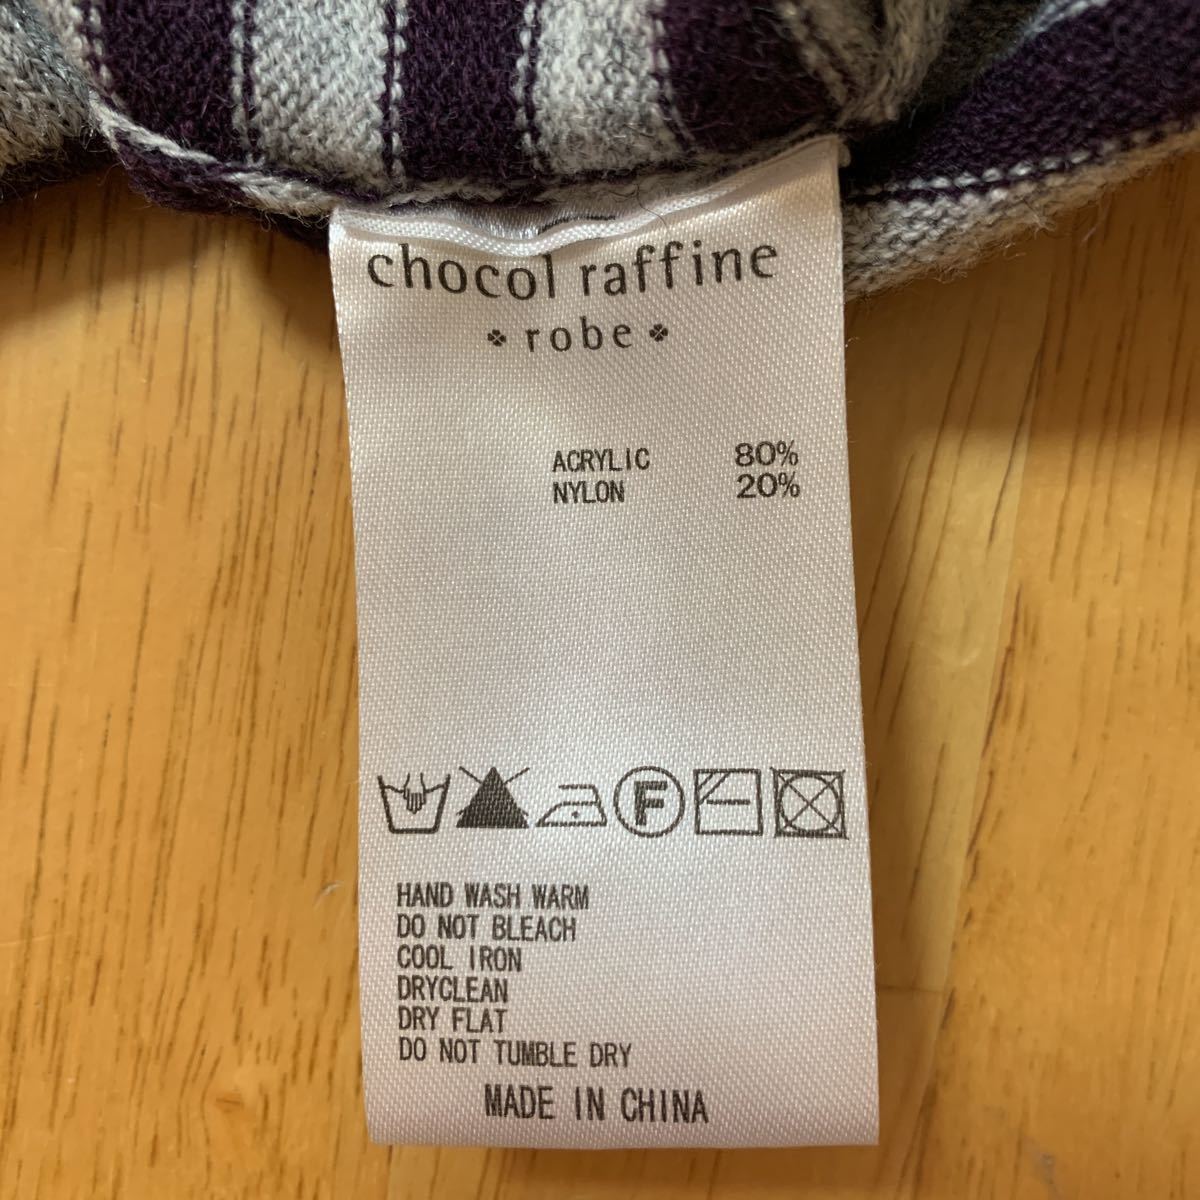 chocol raffine
robe
ACRYLIC 80%
NYLON 20%
F
HAND WASH WARM
DO NOT BLEACH
COOL IRON
DRYCLEAN
DRY FLAT
DO NOT TUMBLE DRY
MADE IN CHINA